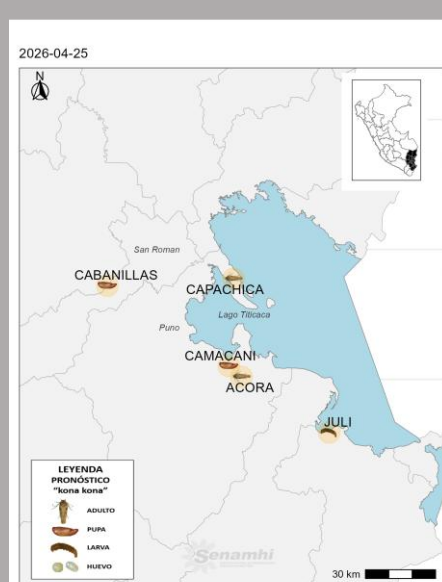 2026-04-25
N
San Roman
CABANILLAS
CAPACHICA
Lago Titicaca
Puno
CAMACANI
ACORA
JULI
LEYENDA
PRONÓSTICO
"kona kona"
ADULTO
PUPA
LARVA
HUEVO
Senamhi
30 km